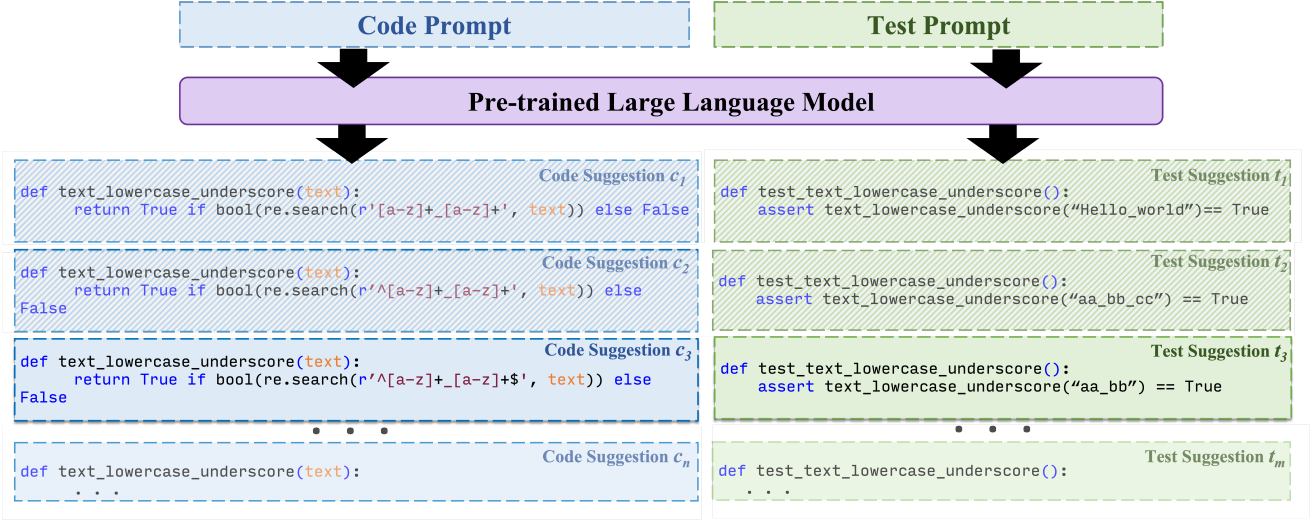 Code Prompt
Test Prompt
Pre-trained Large Language Model
Code Suggestion c1
def text_lowercase_underscore(text):
return True if bool(re.search(r'[a-z]+_[a-z]+', text)) else False
Code Suggestion c2
def text_lowercase_underscore(text):
return True if bool(re.search(r’^[a-z]+_[a-z]+', text)) else
False
Code Suggestion c3
def text_lowercase_underscore(text):
return True if bool(re.search(r’^[a-z]+_[a-z]+$', text)) else
False
. . .
Code Suggestion cn
def text_lowercase_underscore(text):
. . .
Test Suggestion t1
def test_text_lowercase_underscore():
assert text_lowercase_underscore(“Hello_world”)== True
Test Suggestion t2
def test_text_lowercase_underscore():
assert text_lowercase_underscore(“aa_bb_cc”) == True
Test Suggestion t3
def test_text_lowercase_underscore():
assert text_lowercase_underscore(“aa_bb”) == True
. . .
Test Suggestion tm
def test_text_lowercase_underscore():
. . .